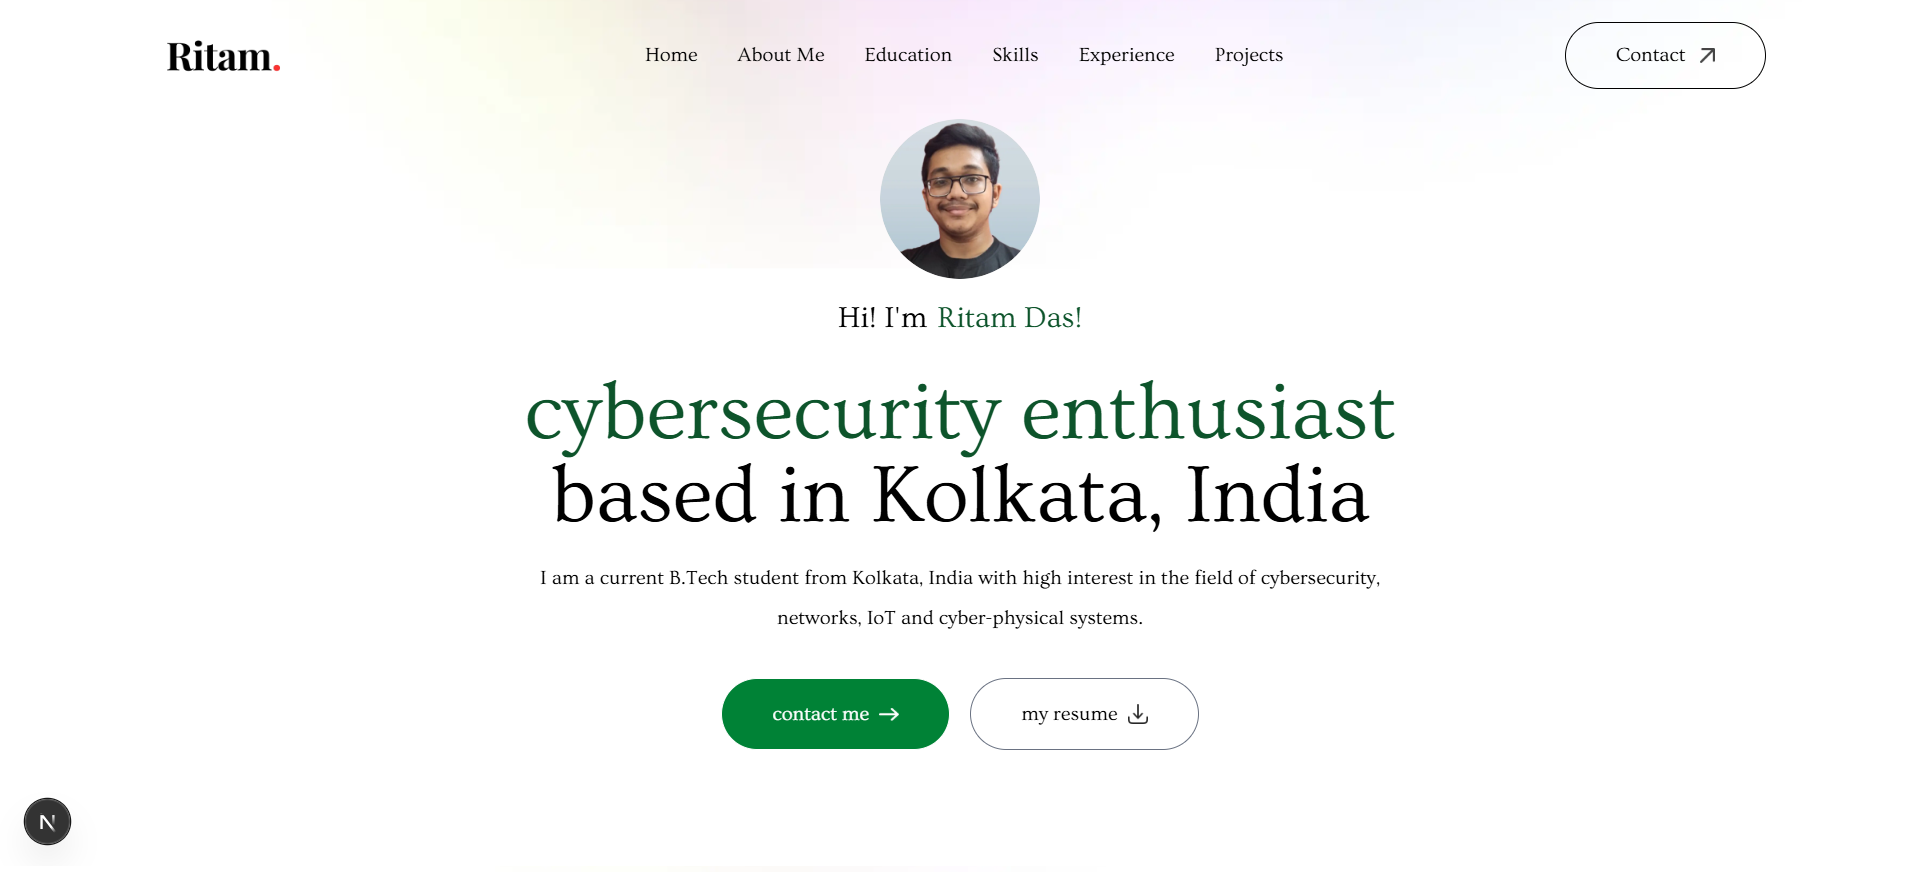 Ritam.
Home About Me Education Skills Experience Projects
Contact
Hi! I'm Ritam Das!
cybersecurity enthusiast
based in Kolkata, India
I am a current B.Tech student from Kolkata, India with high interest in the field of cybersecurity,
networks, IoT and cyber-physical systems.
contact me
my resume
N